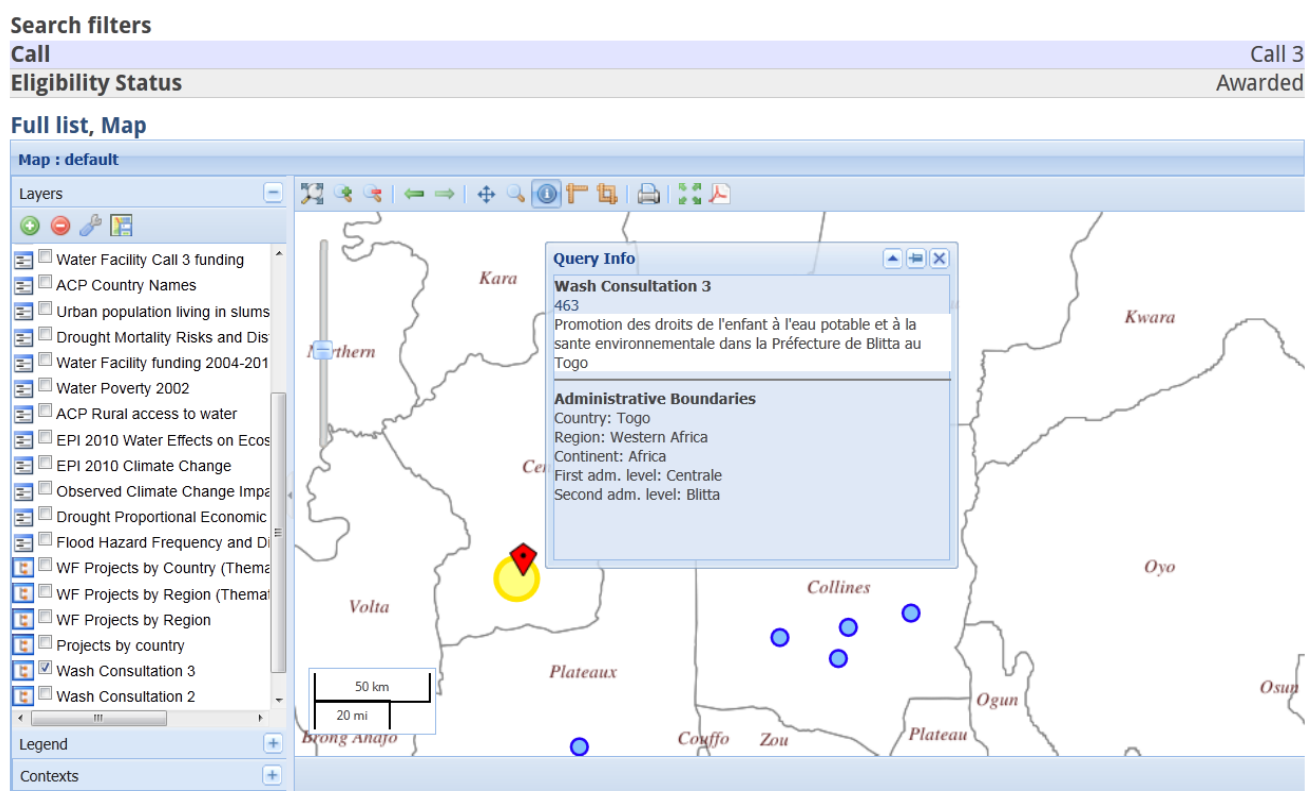 Search filters
Call Call 3
Eligibility Status Awarded
Full list, Map
Map : default
Layers
Water Facility Call 3 funding
ACP Country Names
Urban population living in slums
Drought Mortality Risks and Dis
Water Facility funding 2004-201
Water Poverty 2002
ACP Rural access to water
EPI 2010 Water Effects on Ecos
EPI 2010 Climate Change
Observed Climate Change Impa
Drought Proportional Economic
Flood Hazard Frequency and Di
WF Projects by Country (Thema
WF Projects by Region (Themat
WF Projects by Region
Projects by country
Wash Consultation 3
Wash Consultation 2
Legend
Contexts
Query Info
Wash Consultation 3
463
Promotion des droits de l'enfant à l'eau potable et à la
sante environnementale dans la Préfecture de Blitta au
Togo
Administrative Boundaries
Country: Togo
Region: Western Africa
Continent: Africa
First adm. level: Centrale
Second adm. level: Blitta
Kara
Kwara
Cen
Oyo
Collines
Volta
Plateaux
50 km
20 mi
Osun
Ogun
Brong Ahafo
Couffo
Zou
Plateau